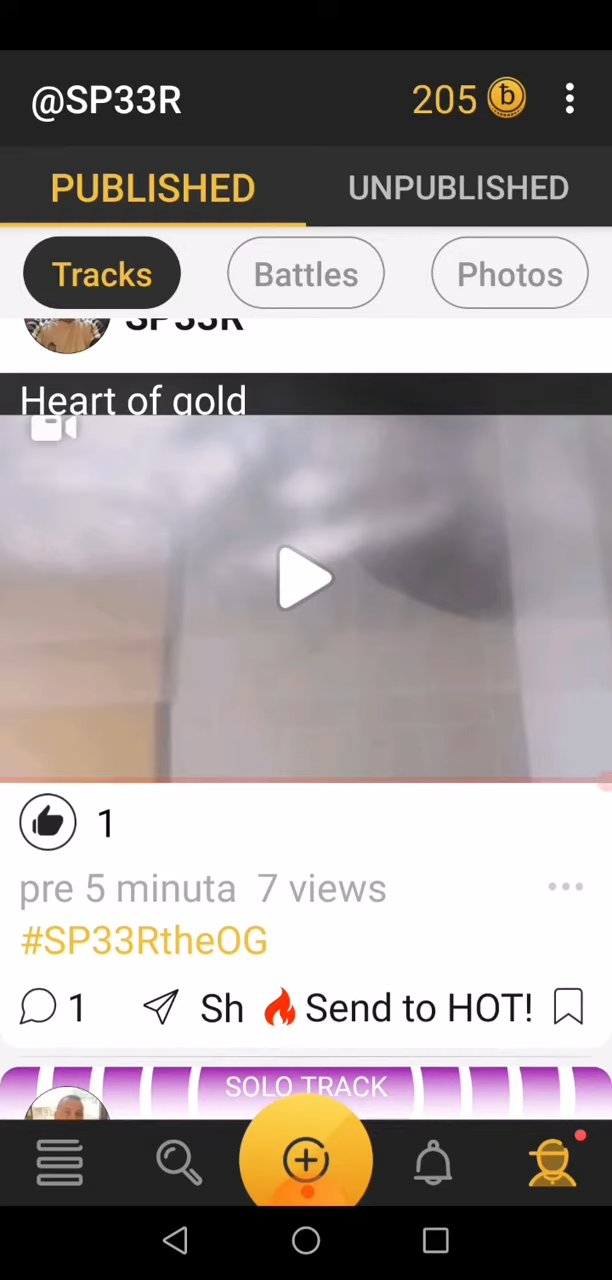 @SP33R 205 ƀ
PUBLISHED UNPUBLISHED
Tracks Battles Photos
SP33R
Heart of gold
1
pre 5 minuta 7 views
#SP33RtheOG
1 Sh 🔥Send to HOT!
SOLO TRACK